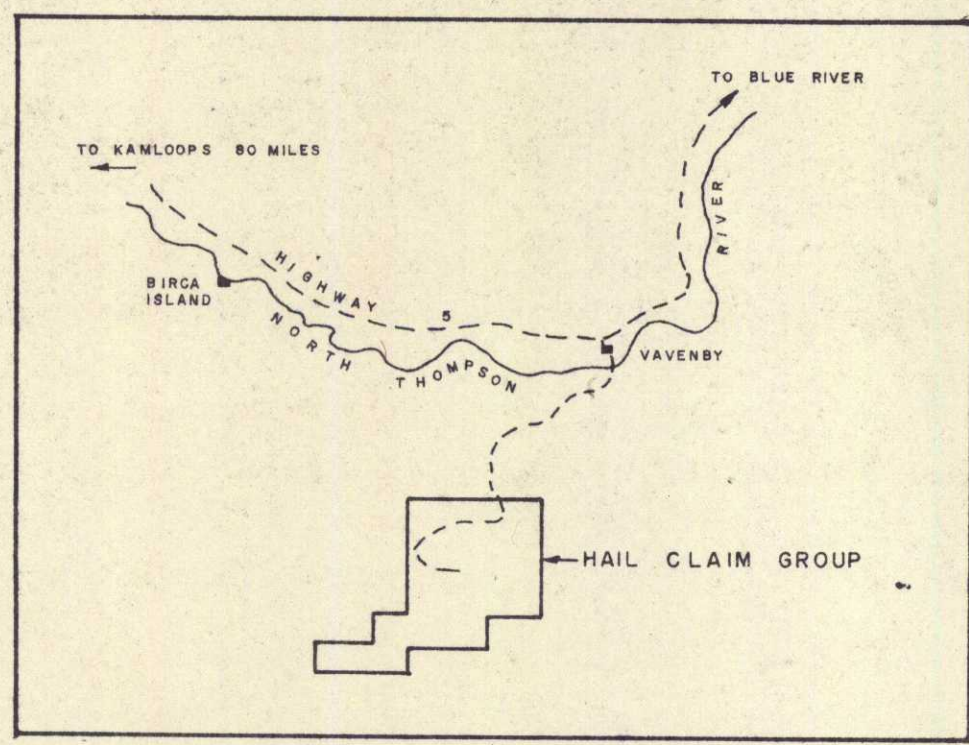 TO BLUE RIVER
TO KAMLOOPS 80 MILES
RIVER
HIGHWAY 5
BIRCA
ISLAND
NORTH THOMPSON
VAVENBY
HAIL CLAIM GROUP